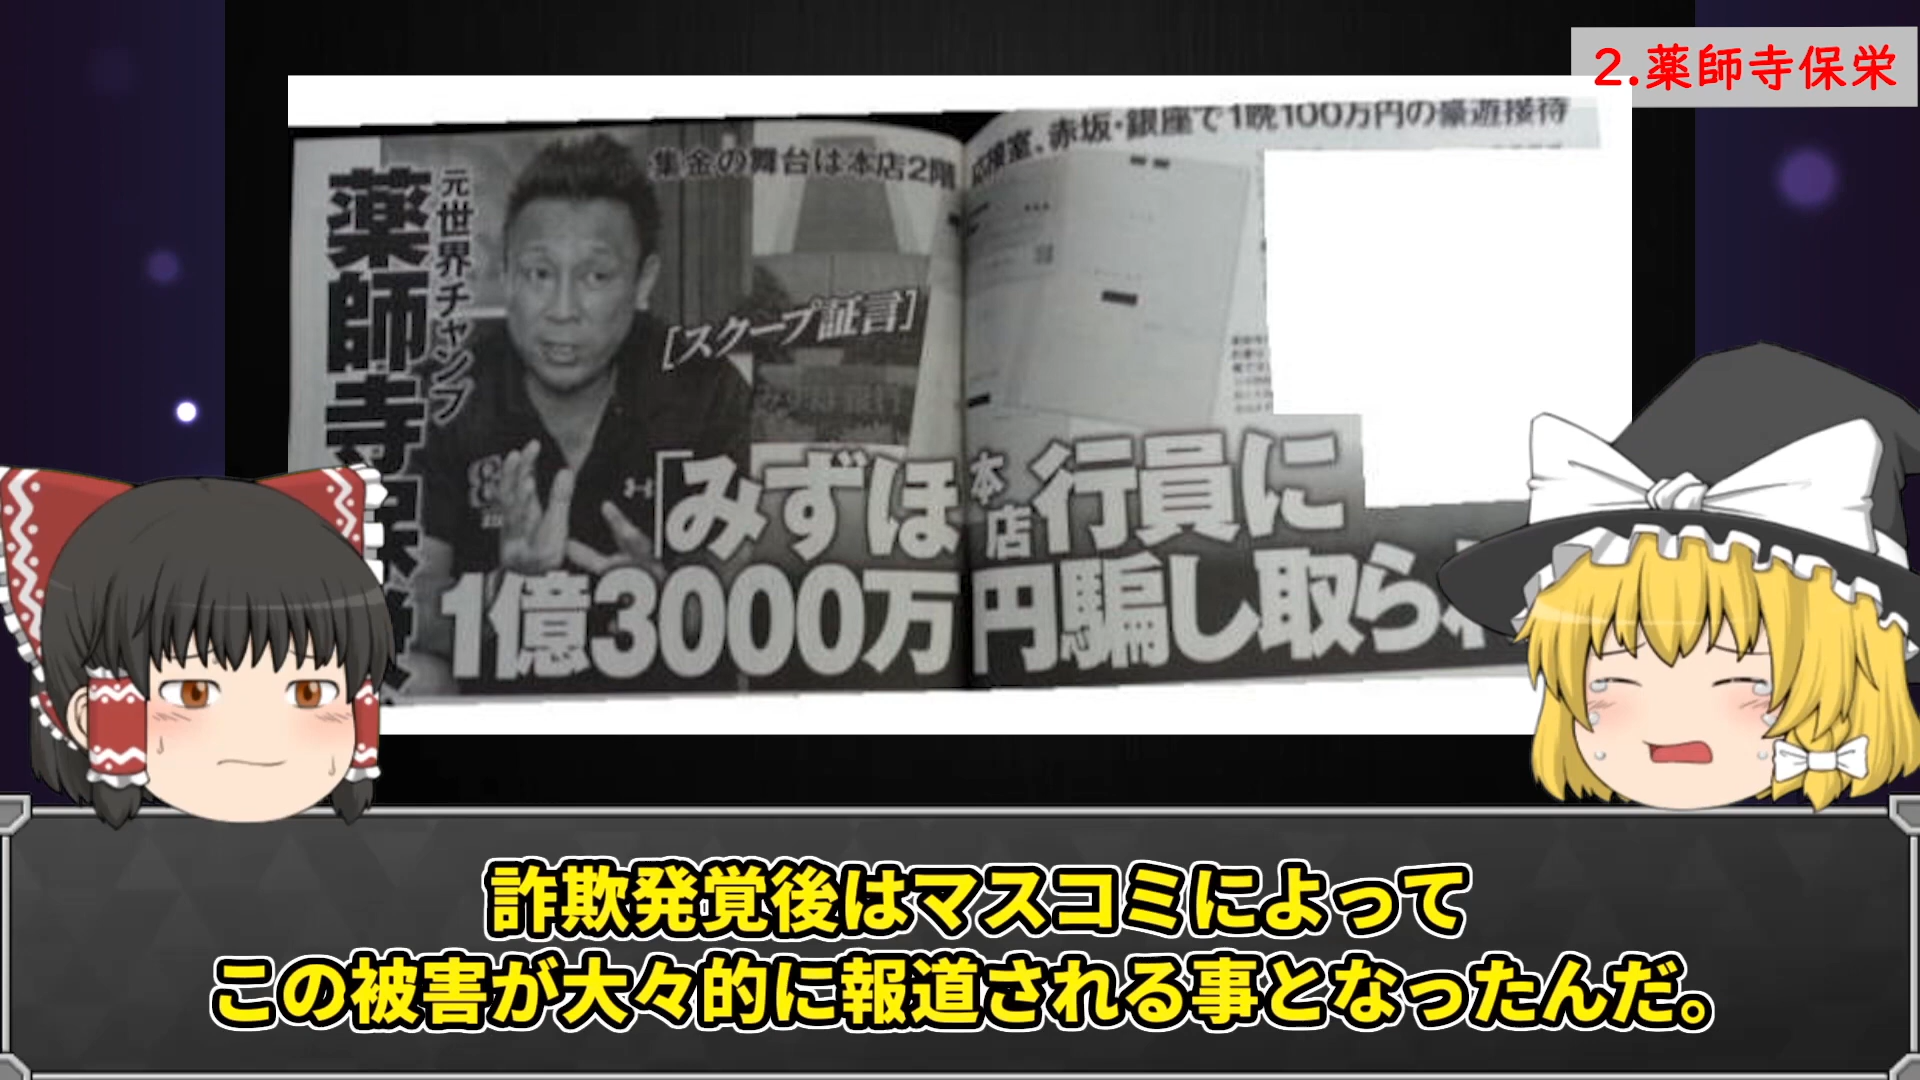 2.薬師寺保栄
集金の舞台は本店2階応接室、赤坂・銀座で1晩100万円の豪遊接待
元世界チャンプ
薬師寺保栄
［スクープ証言］
「みずほ本店行員に
1億3000万円騙し取られ
詐欺発覚後はマスコミによって
この被害が大々的に報道される事となったんだ。